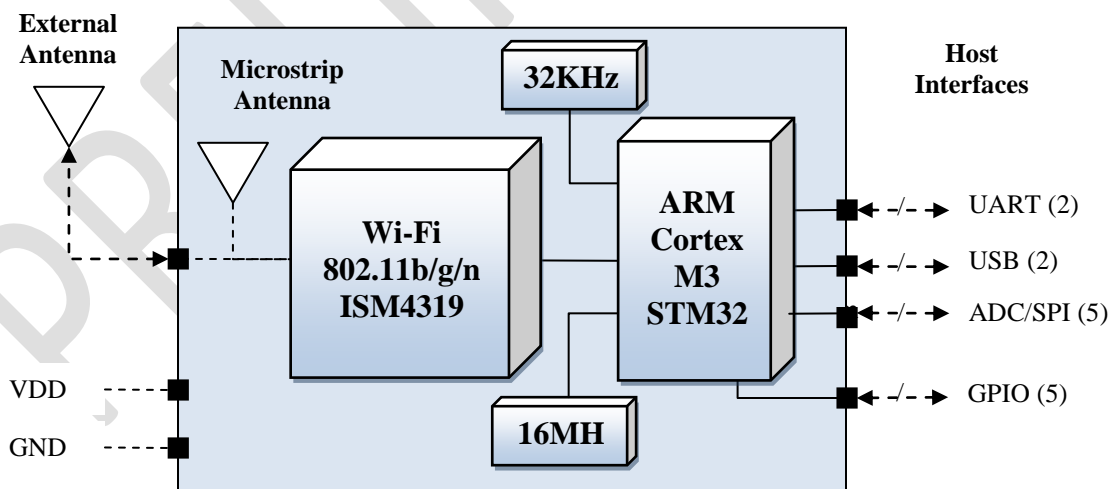 External
Antenna
Microstrip
Antenna
32KHz
Host
Interfaces
Wi-Fi
802.11b/g/n
ISM4319
ARM
Cortex
M3
STM32
UART (2)
USB (2)
ADC/SPI (5)
GPIO (5)
VDD
GND
16MH